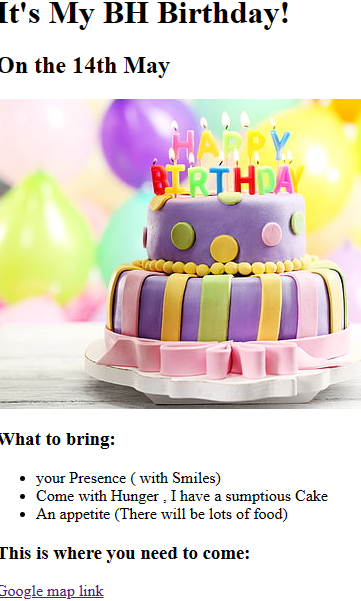 It's My BH Birthday!
On the 14th May
HAPPY
BIRTHDAY
What to bring:
your Presence ( with Smiles)
Come with Hunger , I have a sumptious Cake
An appetite (There will be lots of food)
This is where you need to come:
Google map link